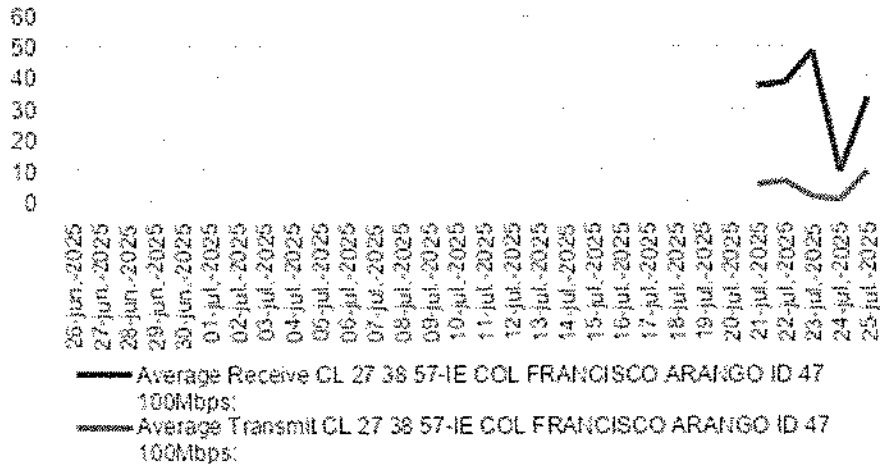 60
50
40
30
20
10
0
26-jun.-2025
27-jun.-2025
28-jun.-2025
29-jun.-2025
30-jun.-2025
01-jul.-2025
02-jul.-2025
03-jul.-2025
04-jul.-2025
05-jul.-2025
06-jul.-2025
07-jul.-2025
08-jul.-2025
09-jul.-2025
10-jul.-2025
11-jul.-2025
12-jul.-2025
13-jul.-2025
14-jul.-2025
15-jul.-2025
16-jul.-2025
17-jul.-2025
18-jul.-2025
19-jul.-2025
20-jul.-2025
21-jul.-2025
22-jul.-2025
23-jul.-2025
24-jul.-2025
25-jul.-2025
Average Receive CL 27 38 57-IE COL FRANCISCO ARANGO ID 47
100Mbps;
Average Transmit CL 27 38 57-IE COL FRANCISCO ARANGO ID 47
100Mbps;